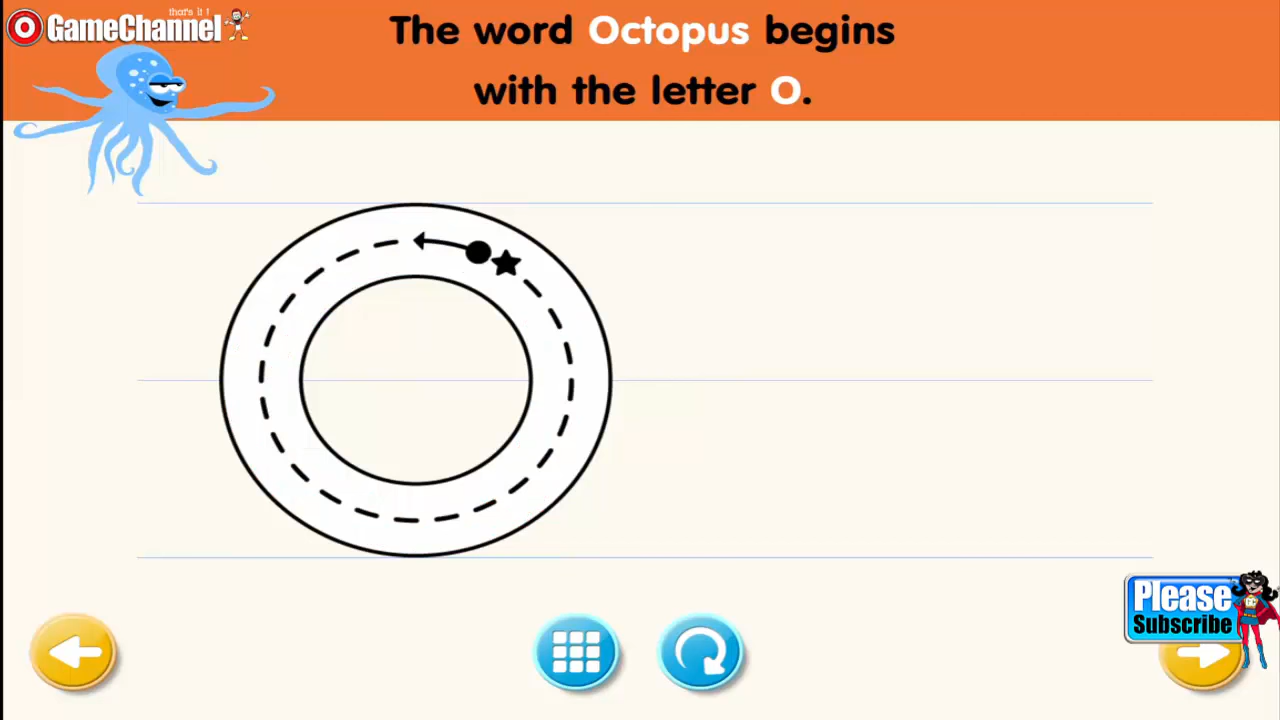 that's it !
GameChannel
The word Octopus begins
with the letter O.
Please
Subscribe